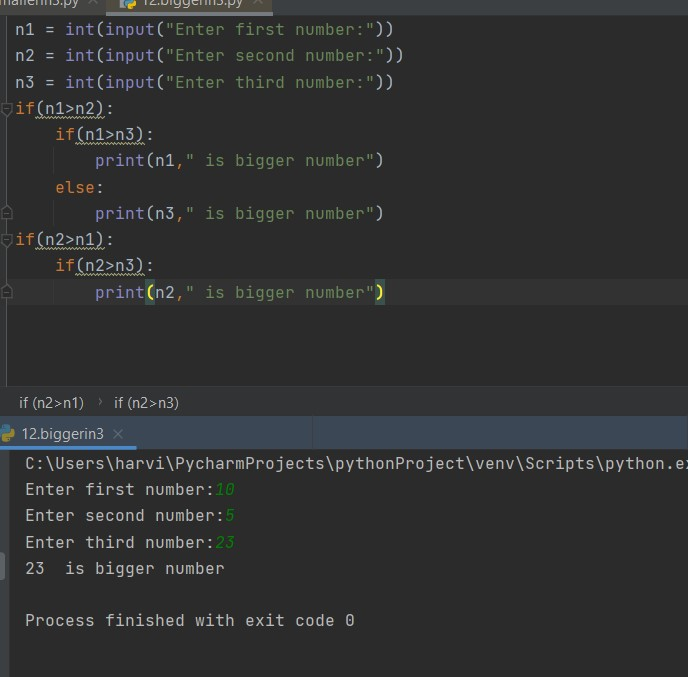 12.biggerin3.py
n1 = int(input("Enter first number:"))
n2 = int(input("Enter second number:"))
n3 = int(input("Enter third number:"))
if(n1>n2):
    if(n1>n3):
        print(n1," is bigger number")
    else:
        print(n3," is bigger number")
if(n2>n1):
    if(n2>n3):
        print(n2," is bigger number")
if (n2>n1) › if (n2>n3)
12.biggerin3
C:\Users\harvi\PycharmProjects\pythonProject\venv\Scripts\python.ex
Enter first number:10
Enter second number:5
Enter third number:23
23  is bigger number
Process finished with exit code 0